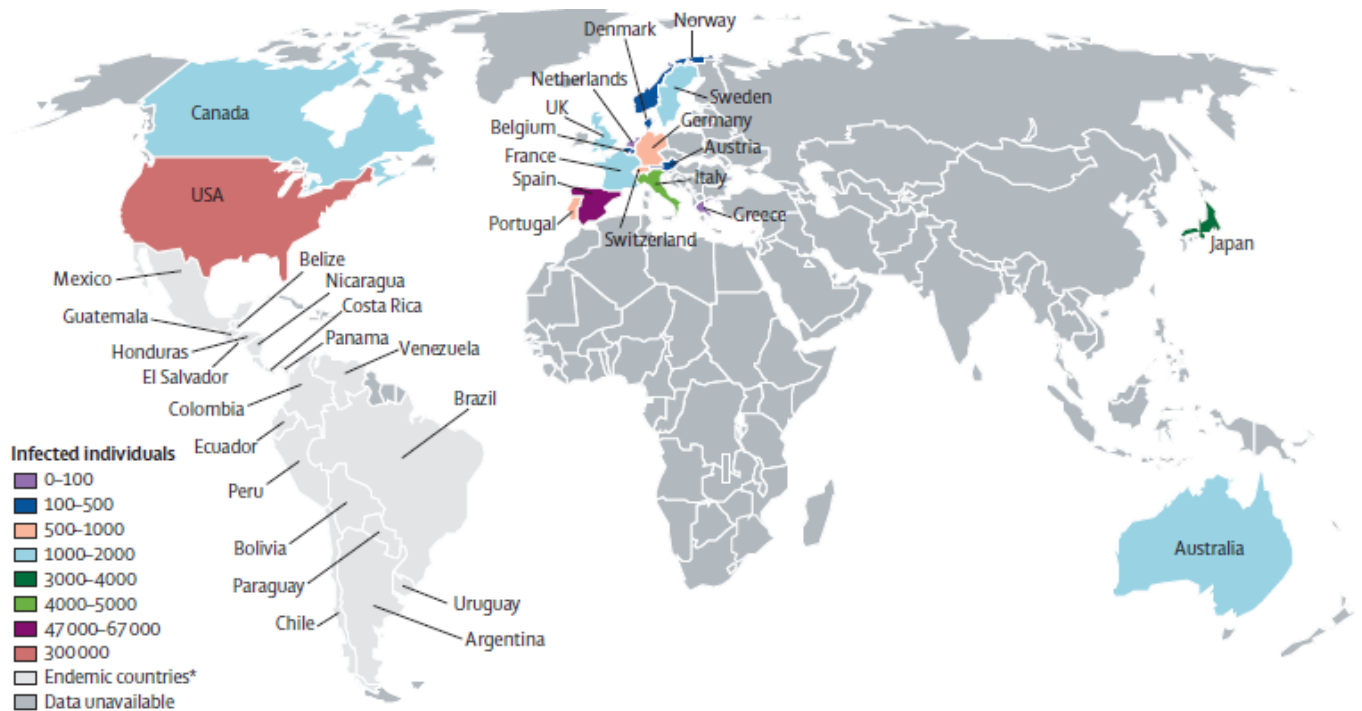 Norway
Denmark
Netherlands
Canada
UK
Sweden
Germany
Belgium
Austria
France
Italy
Spain
USA
Greece
Portugal
Switzerland
Japan
Belize
Mexico
Nicaragua
Costa Rica
Guatemala
Panama
Honduras
Venezuela
El Salvador
Colombia
Brazil
Ecuador
Peru
Bolivia
Australia
Paraguay
Uruguay
Chile
Argentina
Infected individuals
0–100
100–500
500–1000
1000–2000
3000–4000
4000–5000
47 000–67 000
300 000
Endemic countries*
Data unavailable